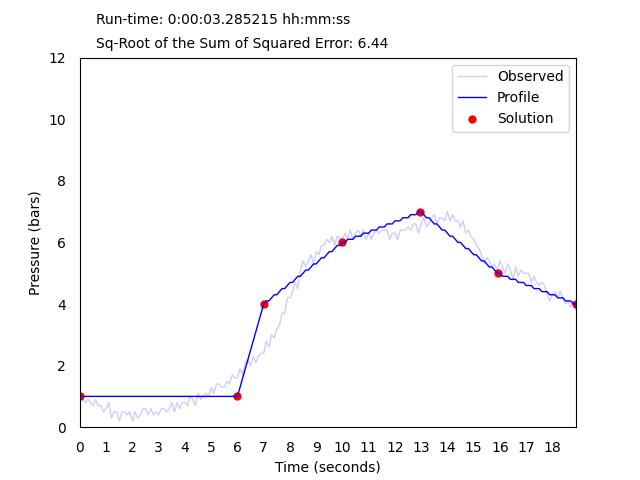 Run-time: 0:00:03.285215 hh:mm:ss
Sq-Root of the Sum of Squared Error: 6.44
12
10
8
6
4
2
0
Pressure (bars)
Observed
Profile
Solution
0 1 2 3 4 5 6 7 8 9 10 11 12 13 14 15 16 17 18
Time (seconds)